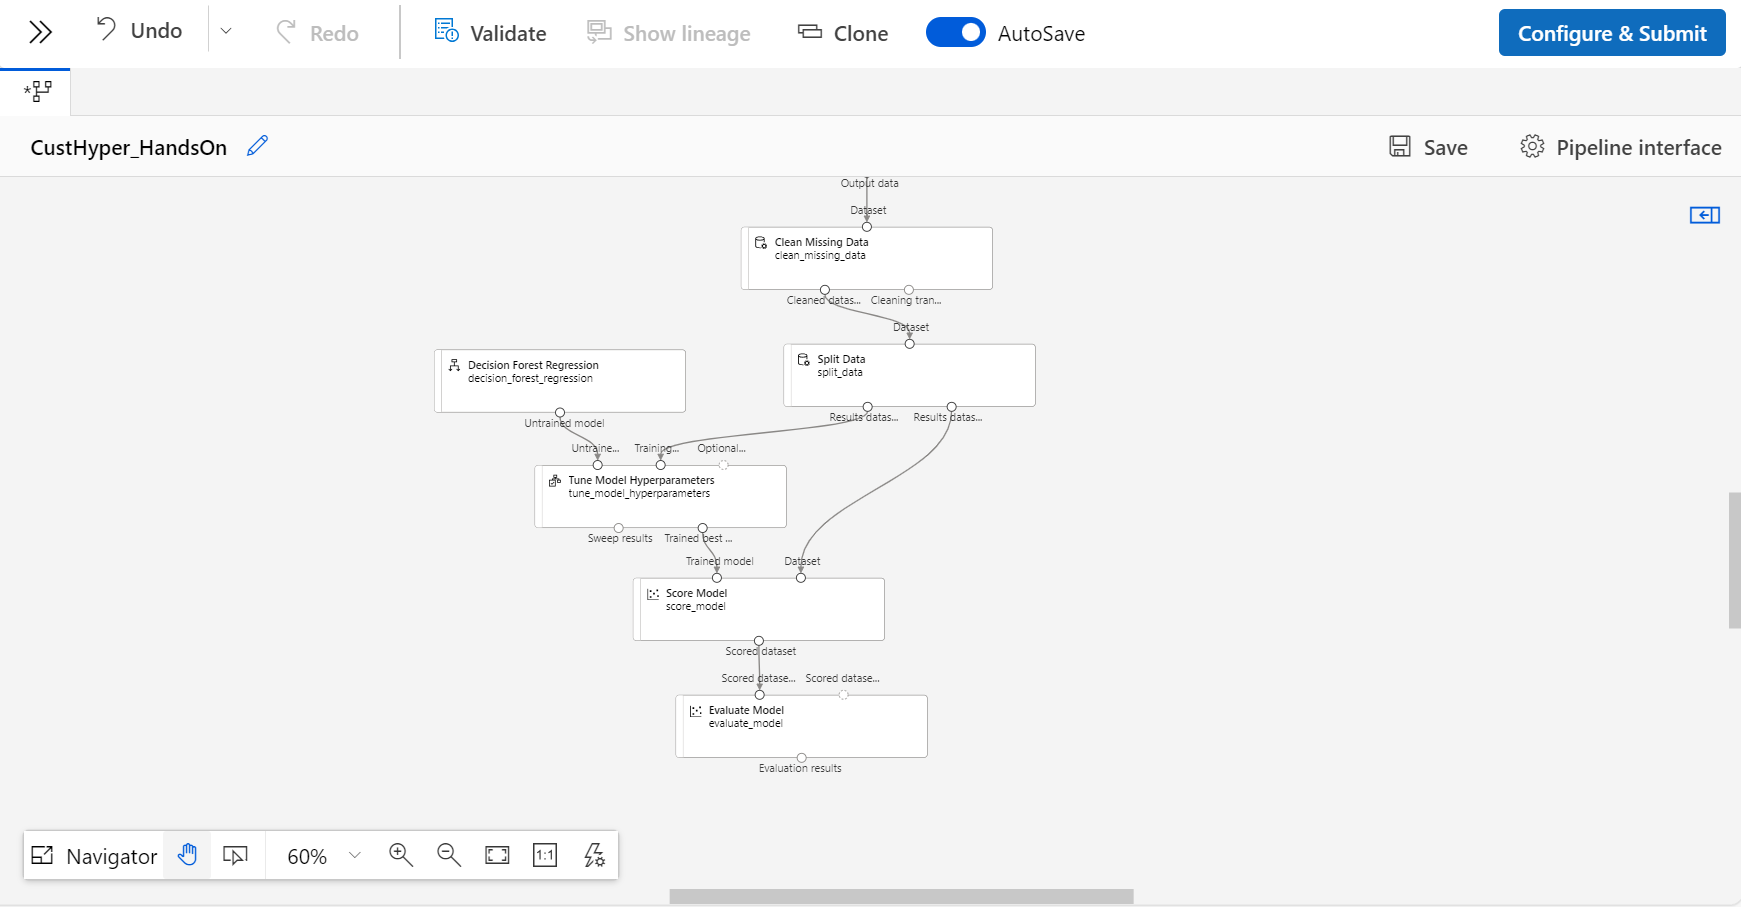 Undo
Redo
Validate
Show lineage
Clone
AutoSave
Configure & Submit
*
CustHyper_HandsOn
Save
Pipeline interface
Output data
Dataset
Clean Missing Data
clean_missing_data
Cleaned datas...
Cleaning tran...
Dataset
Split Data
split_data
Results datas...
Results datas...
Decision Forest Regression
decision_forest_regression
Untrained model
Untraine...
Training...
Optional...
Tune Model Hyperparameters
tune_model_hyperparameters
Sweep results
Trained best ...
Trained model
Dataset
Score Model
score_model
Scored dataset
Scored datase...
Scored datase...
Evaluate Model
evaluate_model
Evaluation results
Navigator
60%
1:1